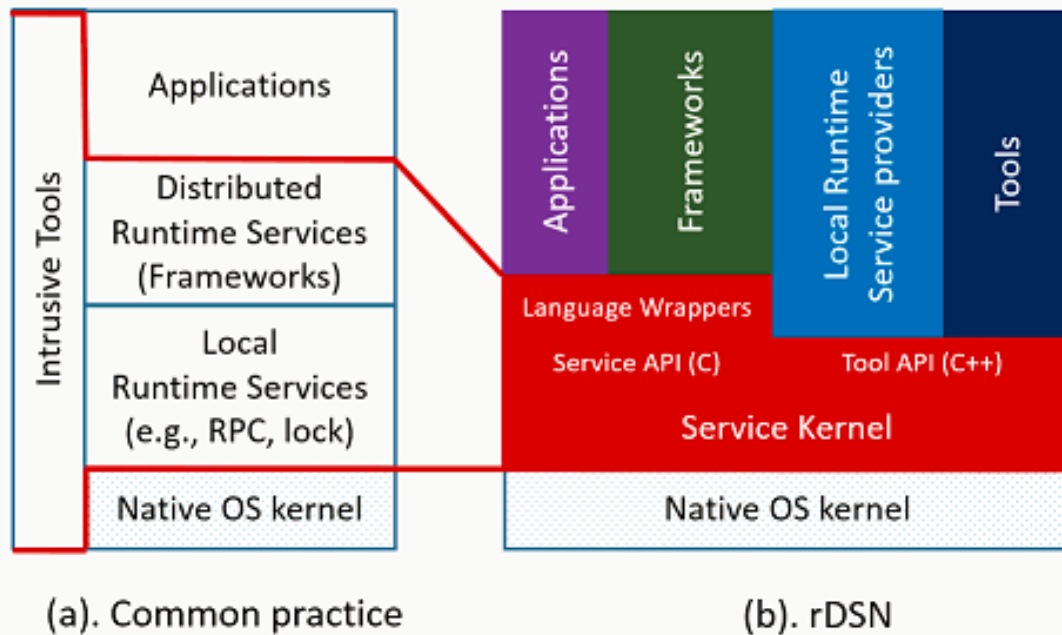 Intrusive Tools
Applications
Distributed
Runtime Services
(Frameworks)
Local
Runtime Services
(e.g., RPC, lock)
Native OS kernel
(a). Common practice
Applications
Frameworks
Local Runtime
Service providers
Tools
Language Wrappers
Service API (C)
Tool API (C++)
Service Kernel
Native OS kernel
(b). rDSN